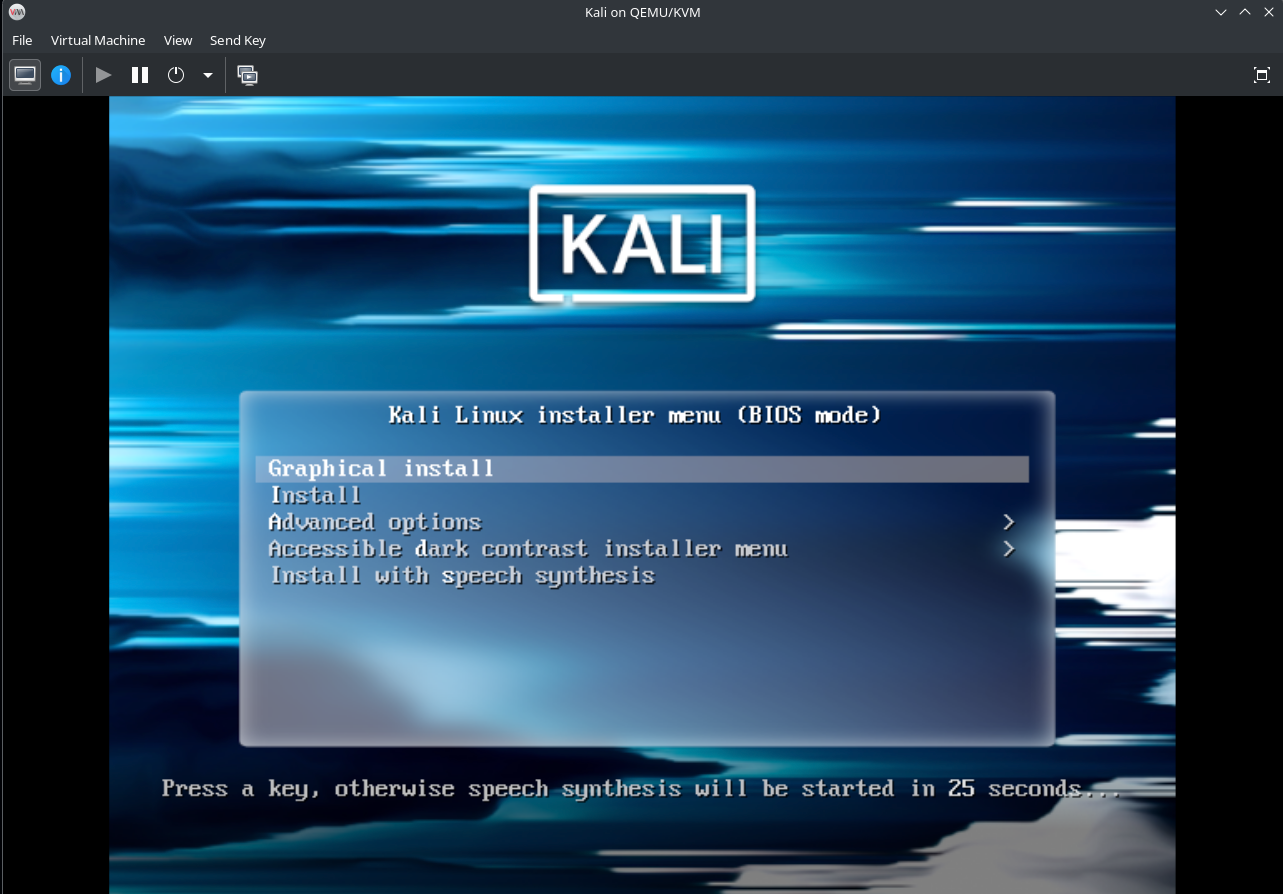 Kali on QEMU/KVM
File Virtual Machine View Send Key
KALI
Kali Linux installer menu (BIOS mode)
Graphical install
Install
Advanced options >
Accessible dark contrast installer menu >
Install with speech synthesis
Press a key, otherwise speech synthesis will be started in 25 seconds...